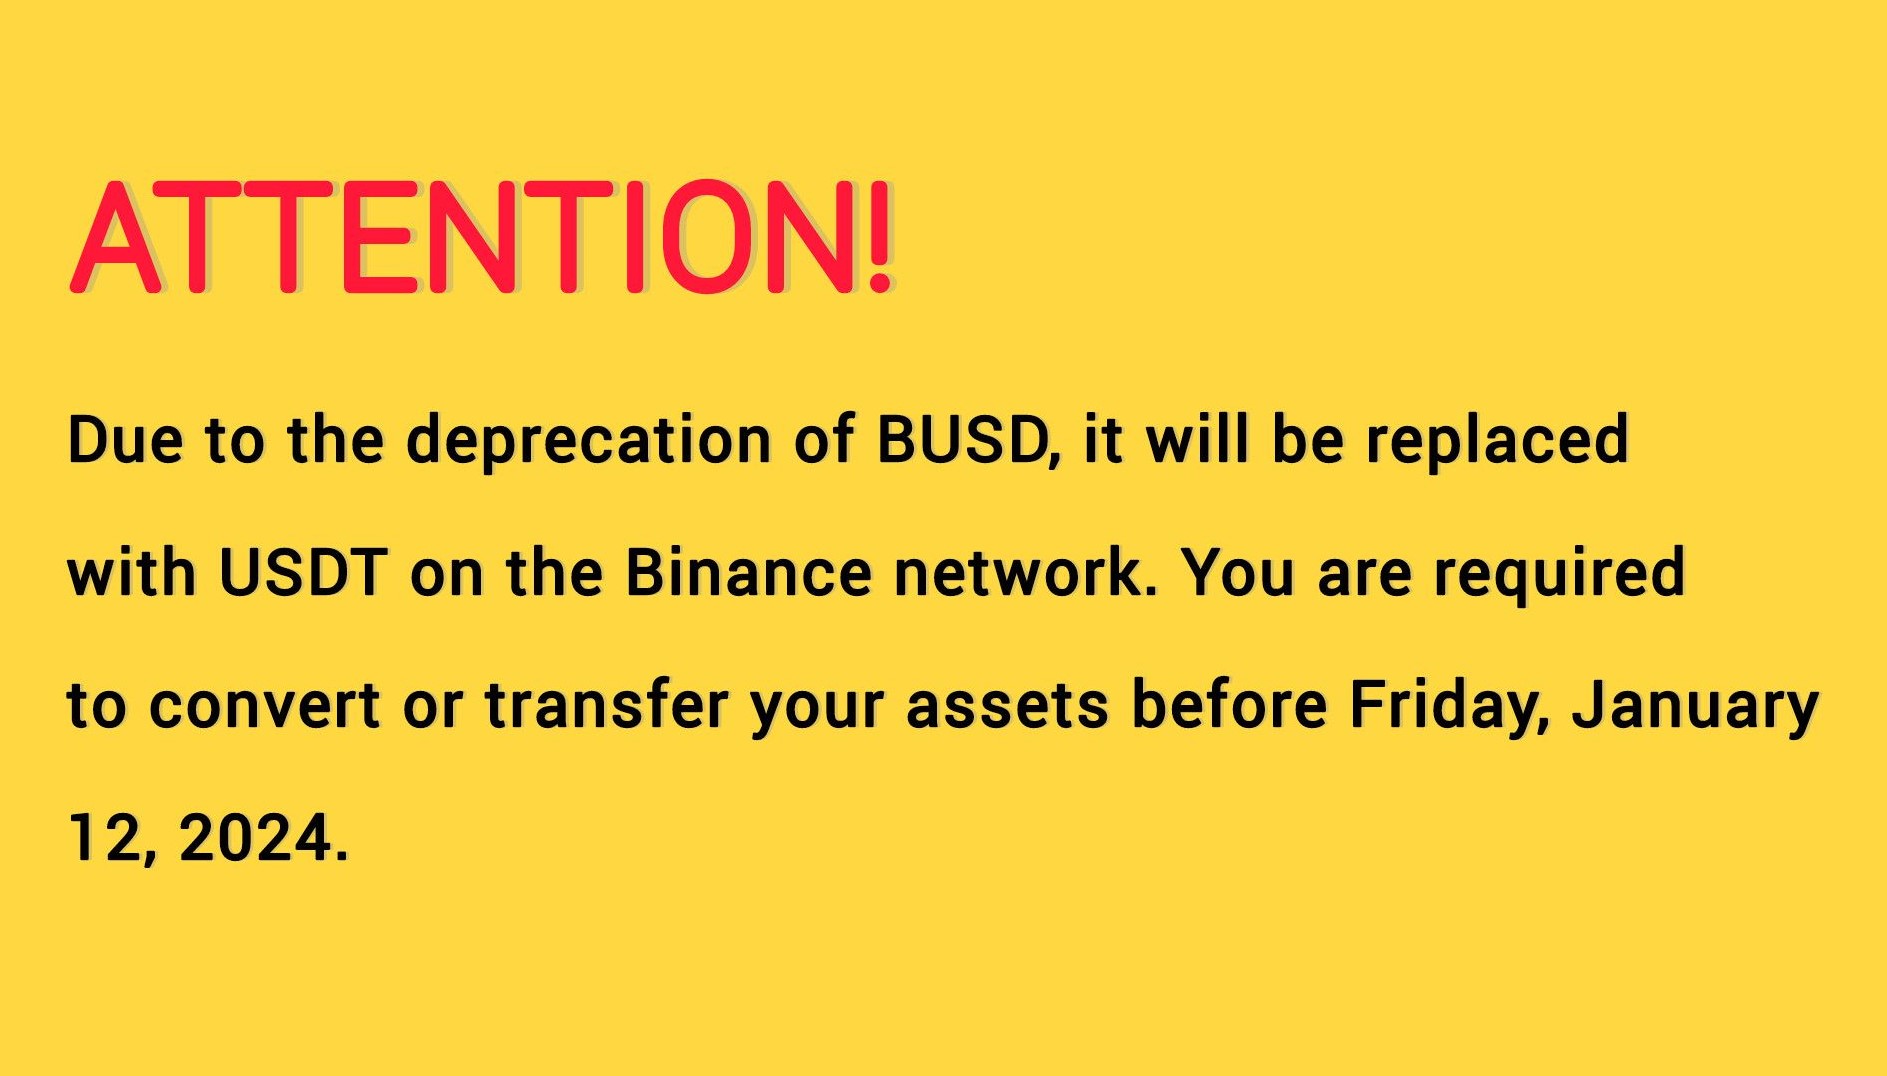 ATTENTION!
Due to the deprecation of BUSD, it will be replaced
with USDT on the Binance network. You are required
to convert or transfer your assets before Friday, January
12, 2024.